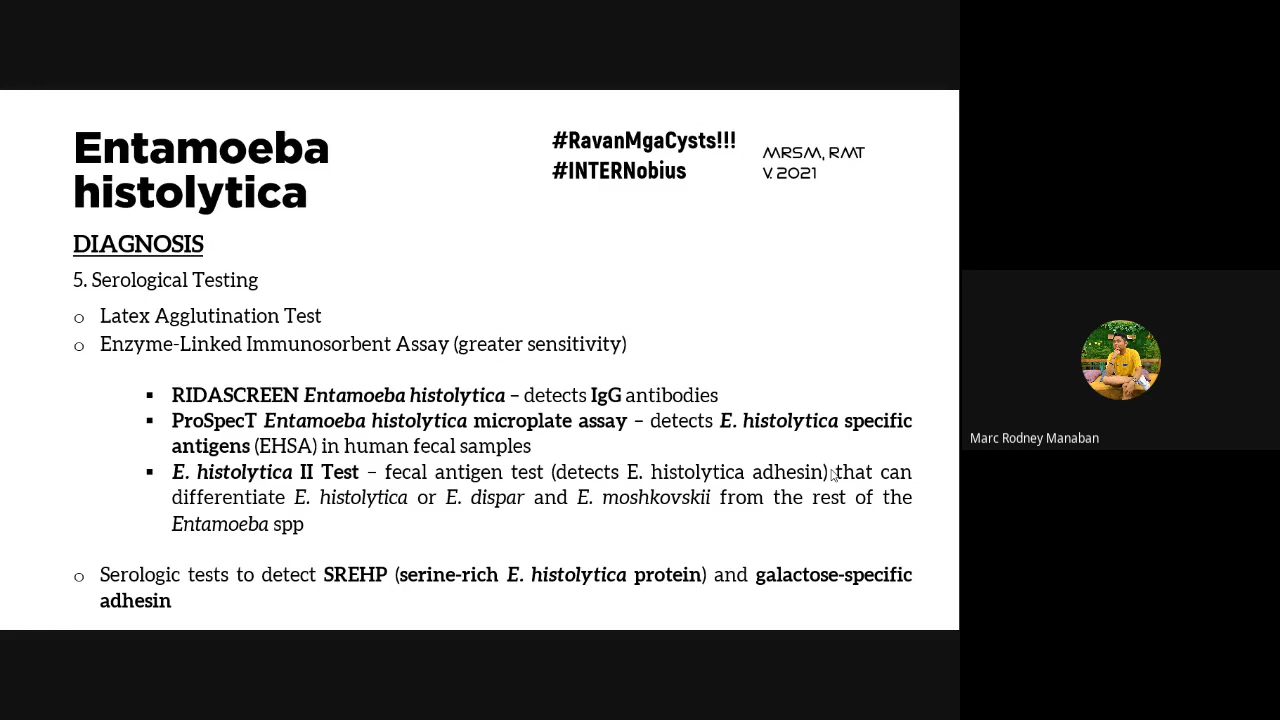 Entamoeba
histolytica
#RavanMgaCysts!!!
#INTERNobius
MRSM, RMT
V. 2021
DIAGNOSIS
5. Serological Testing
o Latex Agglutination Test
o Enzyme-Linked Immunosorbent Assay (greater sensitivity)
▪ RIDASCREEN Entamoeba histolytica – detects IgG antibodies
▪ ProSpecT Entamoeba histolytica microplate assay – detects E. histolytica specific
antigens (EHSA) in human fecal samples
▪ E. histolytica II Test – fecal antigen test (detects E. histolytica adhesin) that can
differentiate E. histolytica or E. dispar and E. moshkovskii from the rest of the
Entamoeba spp
o Serologic tests to detect SREHP (serine-rich E. histolytica protein) and galactose-specific
adhesin
Marc Rodney Manaban